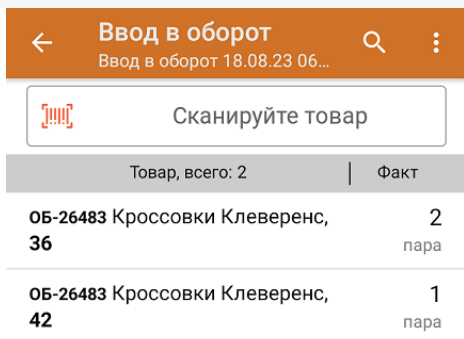 Ввод в оборот
Ввод в оборот 18.08.23 06...
Сканируйте товар
Товар, всего: 2 Факт
ОБ-26483 Кроссовки Клеверенс, 2
36 пара
ОБ-26483 Кроссовки Клеверенс, 1
42 пара